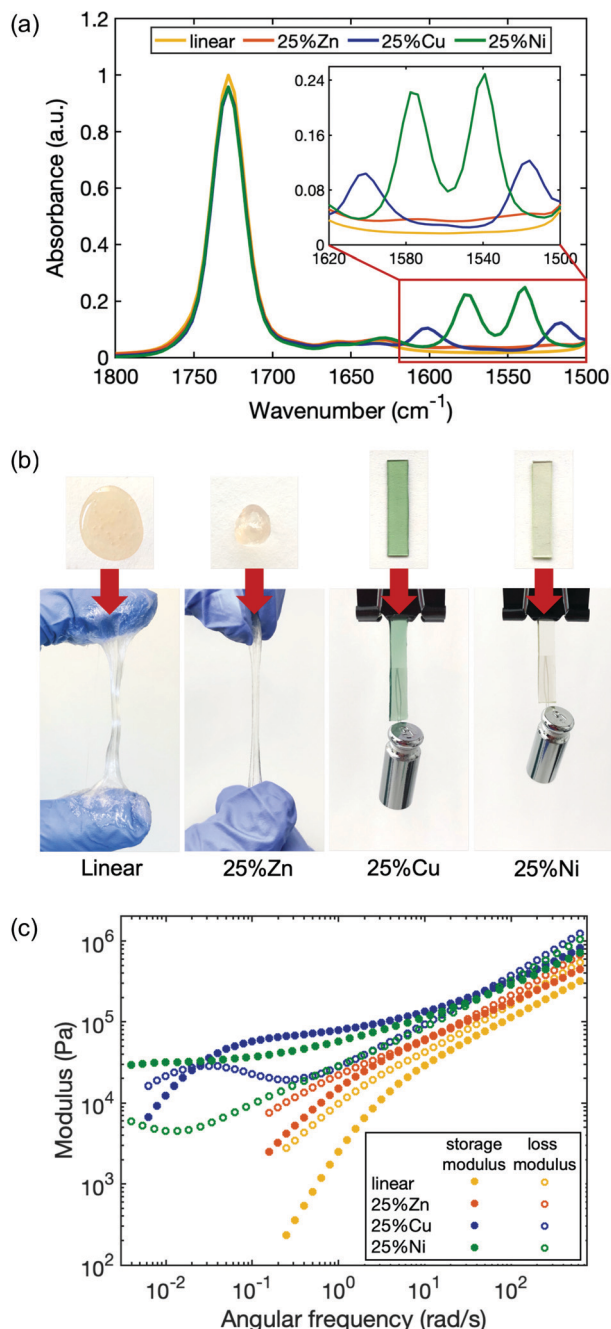 (a)
1.2
linear 25%Zn 25%Cu 25%Ni
1
0.8
0.6
0.4
0.2
0
Absorbance (a.u.)
0.24
0.16
0.08
0
1620 1580 1540 1500
1800 1750 1700 1650 1600 1550 1500
Wavenumber (cm⁻¹)
(b)
Linear 25%Zn 25%Cu 25%Ni
(c)
10⁶
10⁵
10⁴
10³
10²
Modulus (Pa)
storage loss
modulus modulus
linear
25%Zn
25%Cu
25%Ni
10⁻² 10⁻¹ 10⁰ 10¹ 10²
Angular frequency (rad/s)